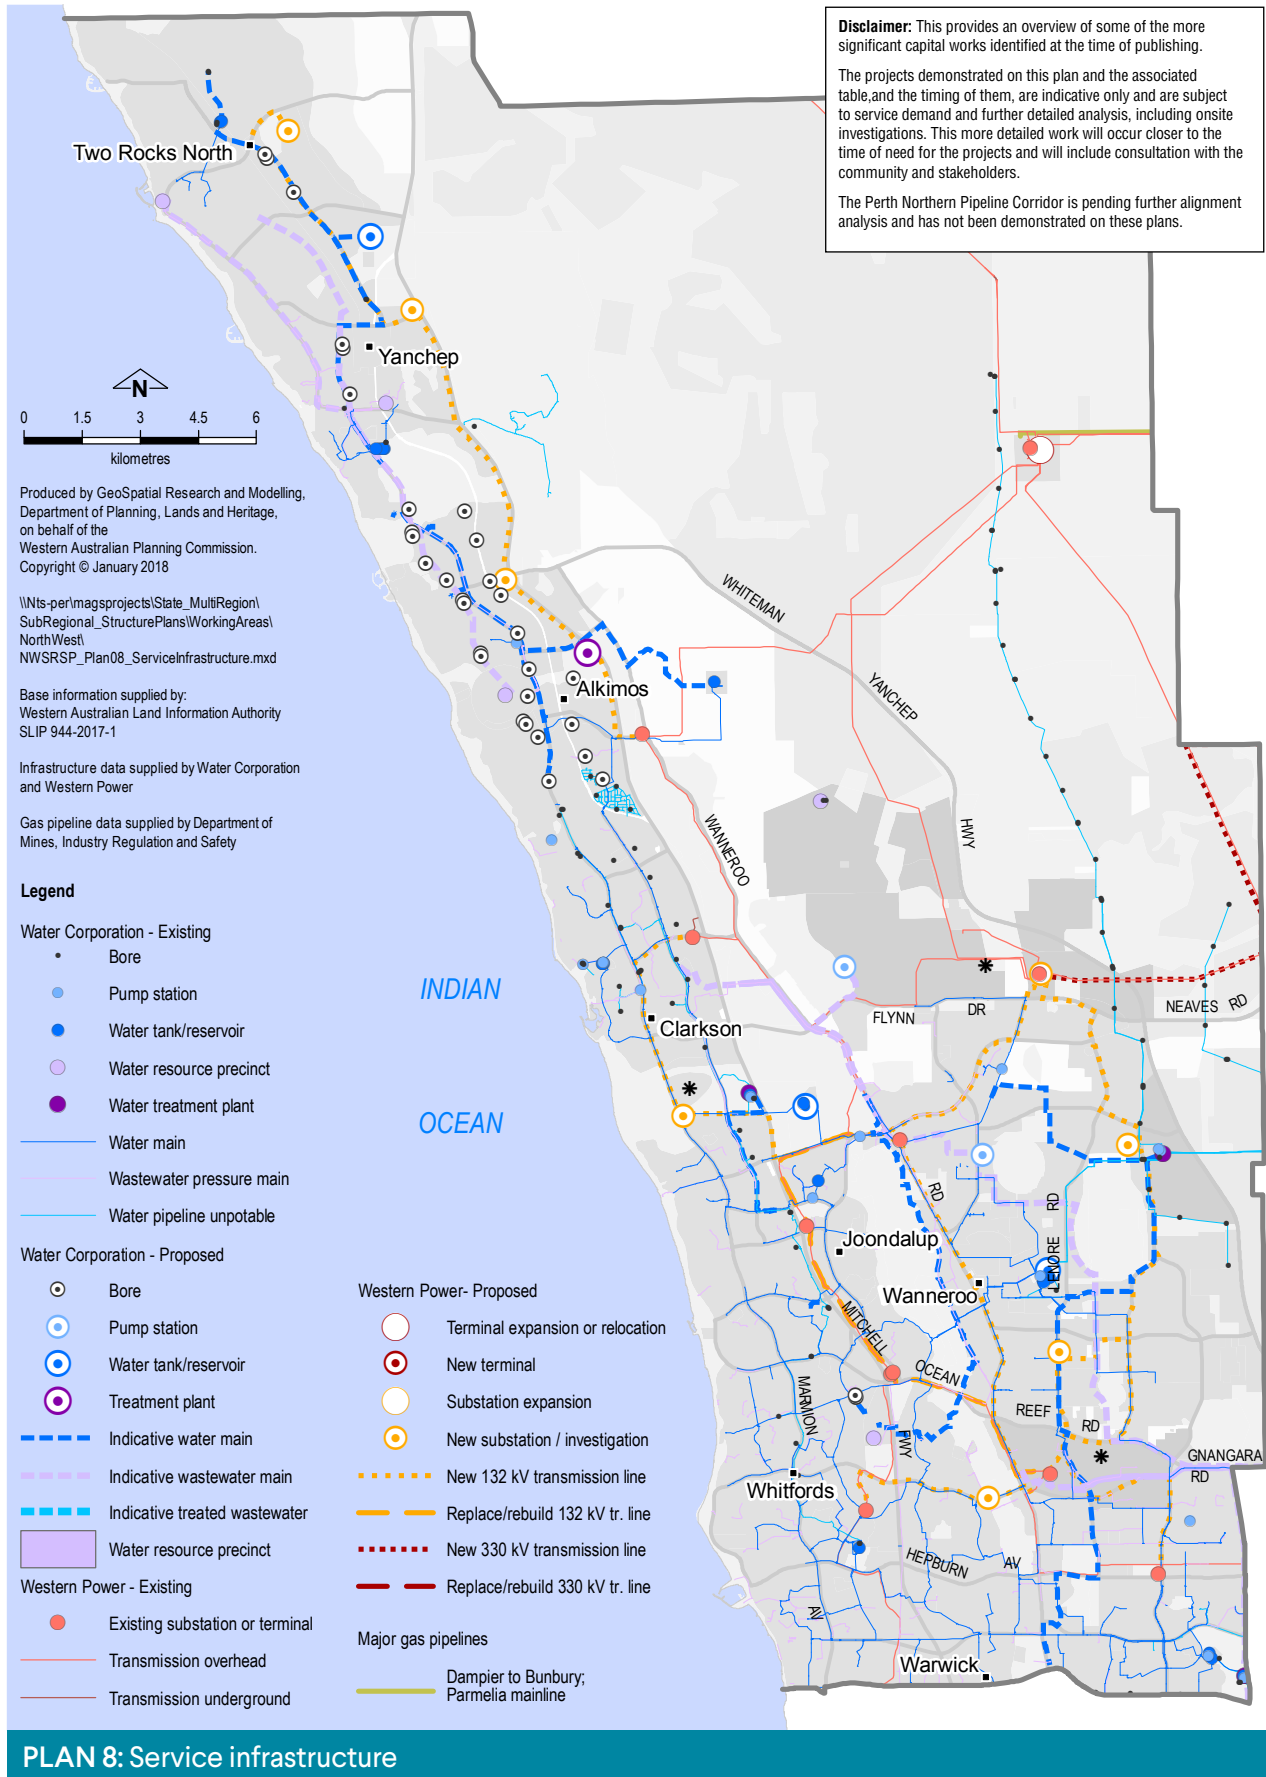 Disclaimer: This provides an overview of some of the more
significant capital works identified at the time of publishing.
The projects demonstrated on this plan and the associated
table,and the timing of them, are indicative only and are subject
to service demand and further detailed analysis, including onsite
investigations. This more detailed work will occur closer to the
time of need for the projects and will include consultation with the
community and stakeholders.
The Perth Northern Pipeline Corridor is pending further alignment
analysis and has not been demonstrated on these plans.
Two Rocks North
Yanchep
N
0 1.5 3 4.5 6
kilometres
Produced by GeoSpatial Research and Modelling,
Department of Planning, Lands and Heritage,
on behalf of the
Western Australian Planning Commission.
Copyright © January 2018
\\Nts-per\magsprojects\State_MultiRegion\
SubRegional_StructurePlans\WorkingAreas\
NorthWest\
NWSRSP_Plan08_ServiceInfrastructure.mxd
Base information supplied by:
Western Australian Land Information Authority
SLIP 944-2017-1
Infrastructure data supplied by Water Corporation
and Western Power
Gas pipeline data supplied by Department of
Mines, Industry Regulation and Safety
WHITEMAN
YANCHEP
HWY
Alkimos
WANNEROO
RD
INDIAN
OCEAN
Clarkson
FLYNN
DR
NEAVES
RD
Joondalup
Wanneroo
LENORE
RD
MITCHELL
FWY
OCEAN
REEF
RD
MARMION
AV
Whitfords
GNANGARA
RD
HEPBURN
AV
Warwick
Legend
Water Corporation - Existing
Bore
Pump station
Water tank/reservoir
Water resource precinct
Water treatment plant
Water main
Wastewater pressure main
Water pipeline unpotable
Water Corporation - Proposed
Bore
Pump station
Water tank/reservoir
Treatment plant
Indicative water main
Indicative wastewater main
Indicative treated wastewater
Water resource precinct
Western Power - Existing
Existing substation or terminal
Transmission overhead
Transmission underground
Western Power- Proposed
Terminal expansion or relocation
New terminal
Substation expansion
New substation / investigation
New 132 kV transmission line
Replace/rebuild 132 kV tr. line
New 330 kV transmission line
Replace/rebuild 330 kV tr. line
Major gas pipelines
Dampier to Bunbury;
Parmelia mainline
PLAN 8: Service infrastructure